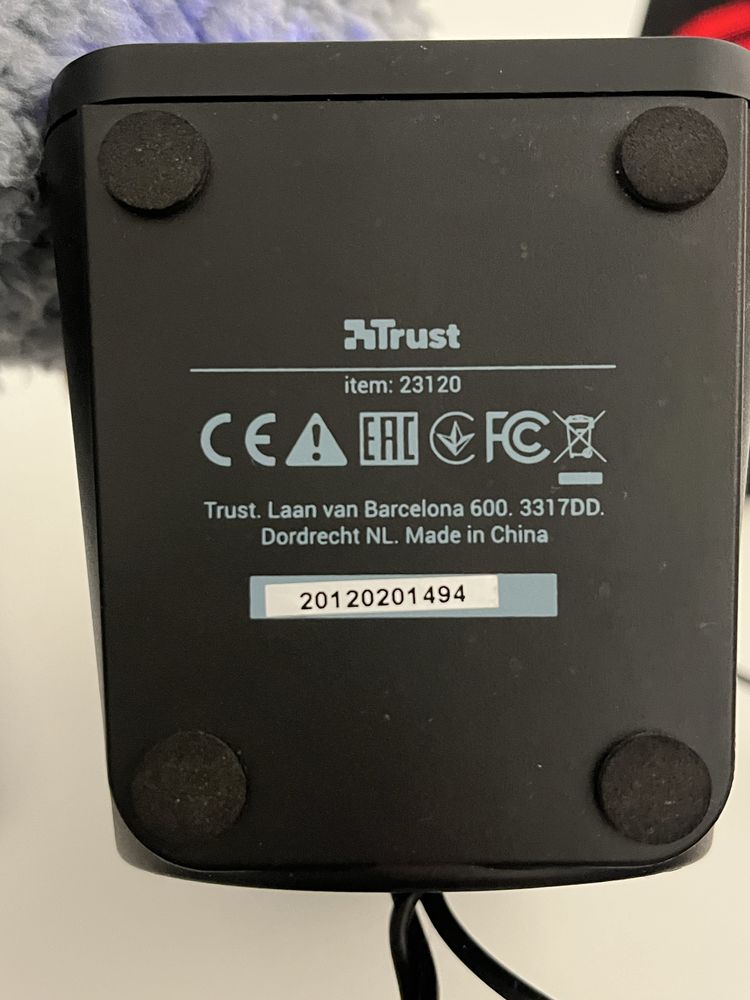 Trust
item: 23120
CE EAC FC
Trust. Laan van Barcelona 600. 3317DD.
Dordrecht NL. Made in China
20120201494